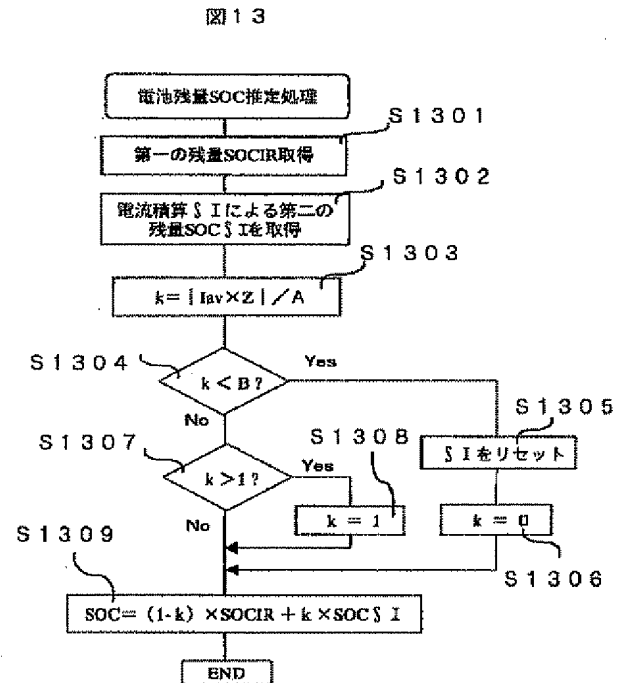 図13
電池残量SOC推定処理
S1301
第一の残量SOCIR取得
S1302
電流積算∫Iによる第二の
残量SOC∫Iを取得
S1303
k=|Iav×Z|/A
S1304
k<B?
Yes
No
S1305
∫Iをリセット
S1307
k>1?
Yes
No
S1308
k = 1
k = 0
S1306
S1309
SOC=(1-k)×SOCIR+k×SOC∫I
END